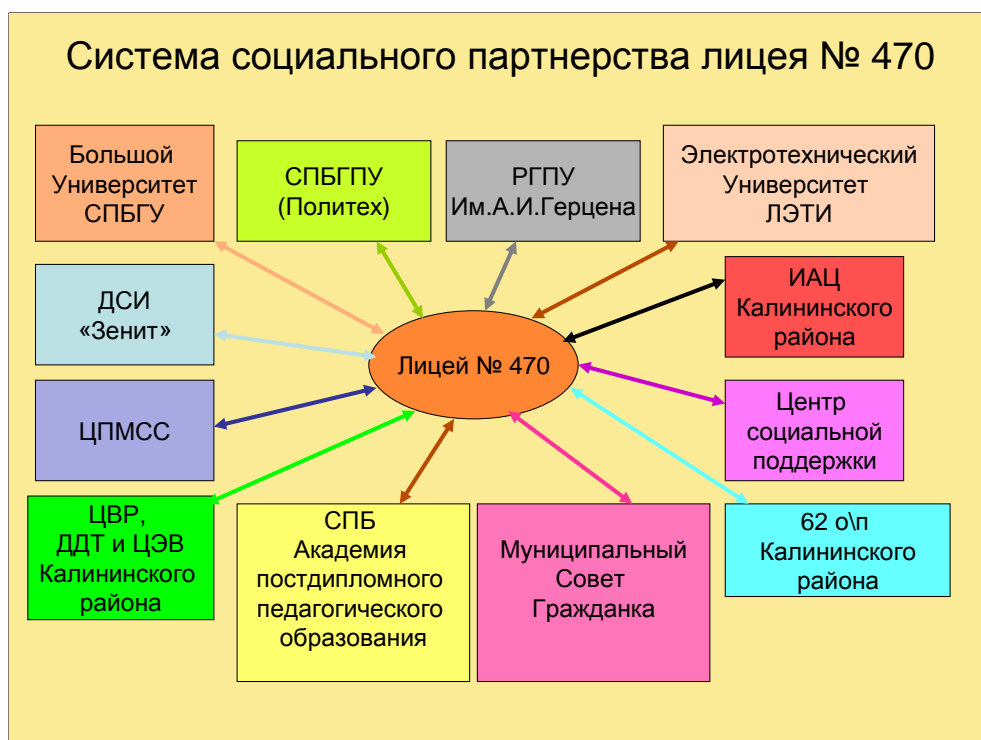 Система социального партнерства лицея № 470
Большой
Университет
СПБГУ
СПБГПУ
(Политех)
РГПУ
Им.А.И.Герцена
Электротехнический
Университет
ЛЭТИ
ДСИ
«Зенит»
ИАЦ
Калининского
района
Лицей № 470
ЦПМСС
Центр
социальной
поддержки
ЦВР,
ДДТ и ЦЭВ
Калининского
района
СПБ
Академия
постдипломного
педагогического
образования
Муниципальный
Совет
Гражданка
62 о\п
Калининского
района